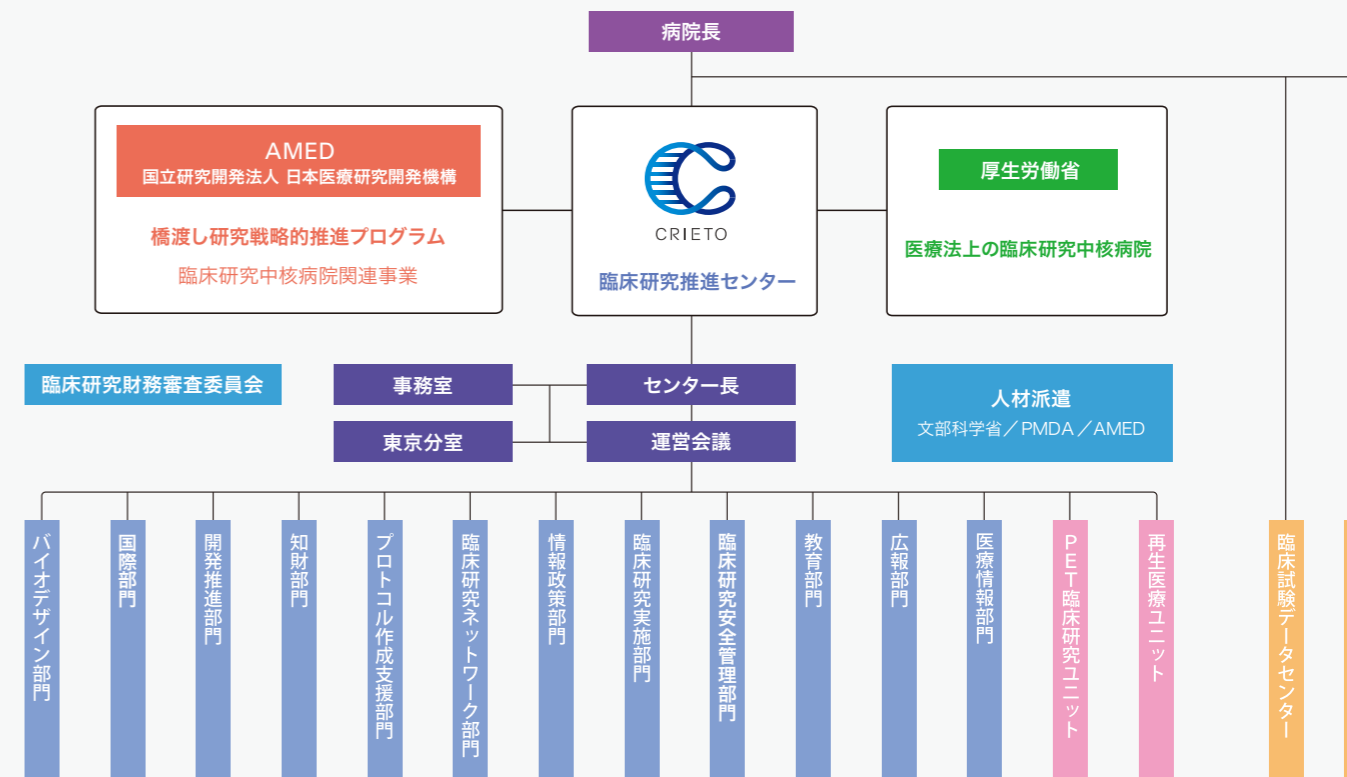 病院長
AMED
国立研究開発法人 日本医療研究開発機構
橋渡し研究戦略的推進プログラム
臨床研究中核病院関連事業
CRIETO
臨床研究推進センター
厚生労働省
医療法上の臨床研究中核病院
臨床研究財務審査委員会
事務室
センター長
東京分室
運営会議
人材派遣
文部科学省／PMDA／AMED
バイオデザイン部門
国際部門
開発推進部門
知財部門
プロトコル作成支援部門
臨床研究ネットワーク部門
情報政策部門
臨床研究実施部門
臨床研究安全管理部門
教育部門
広報部門
医療情報部門
PET臨床研究ユニット
再生医療ユニット
臨床試験データセンター